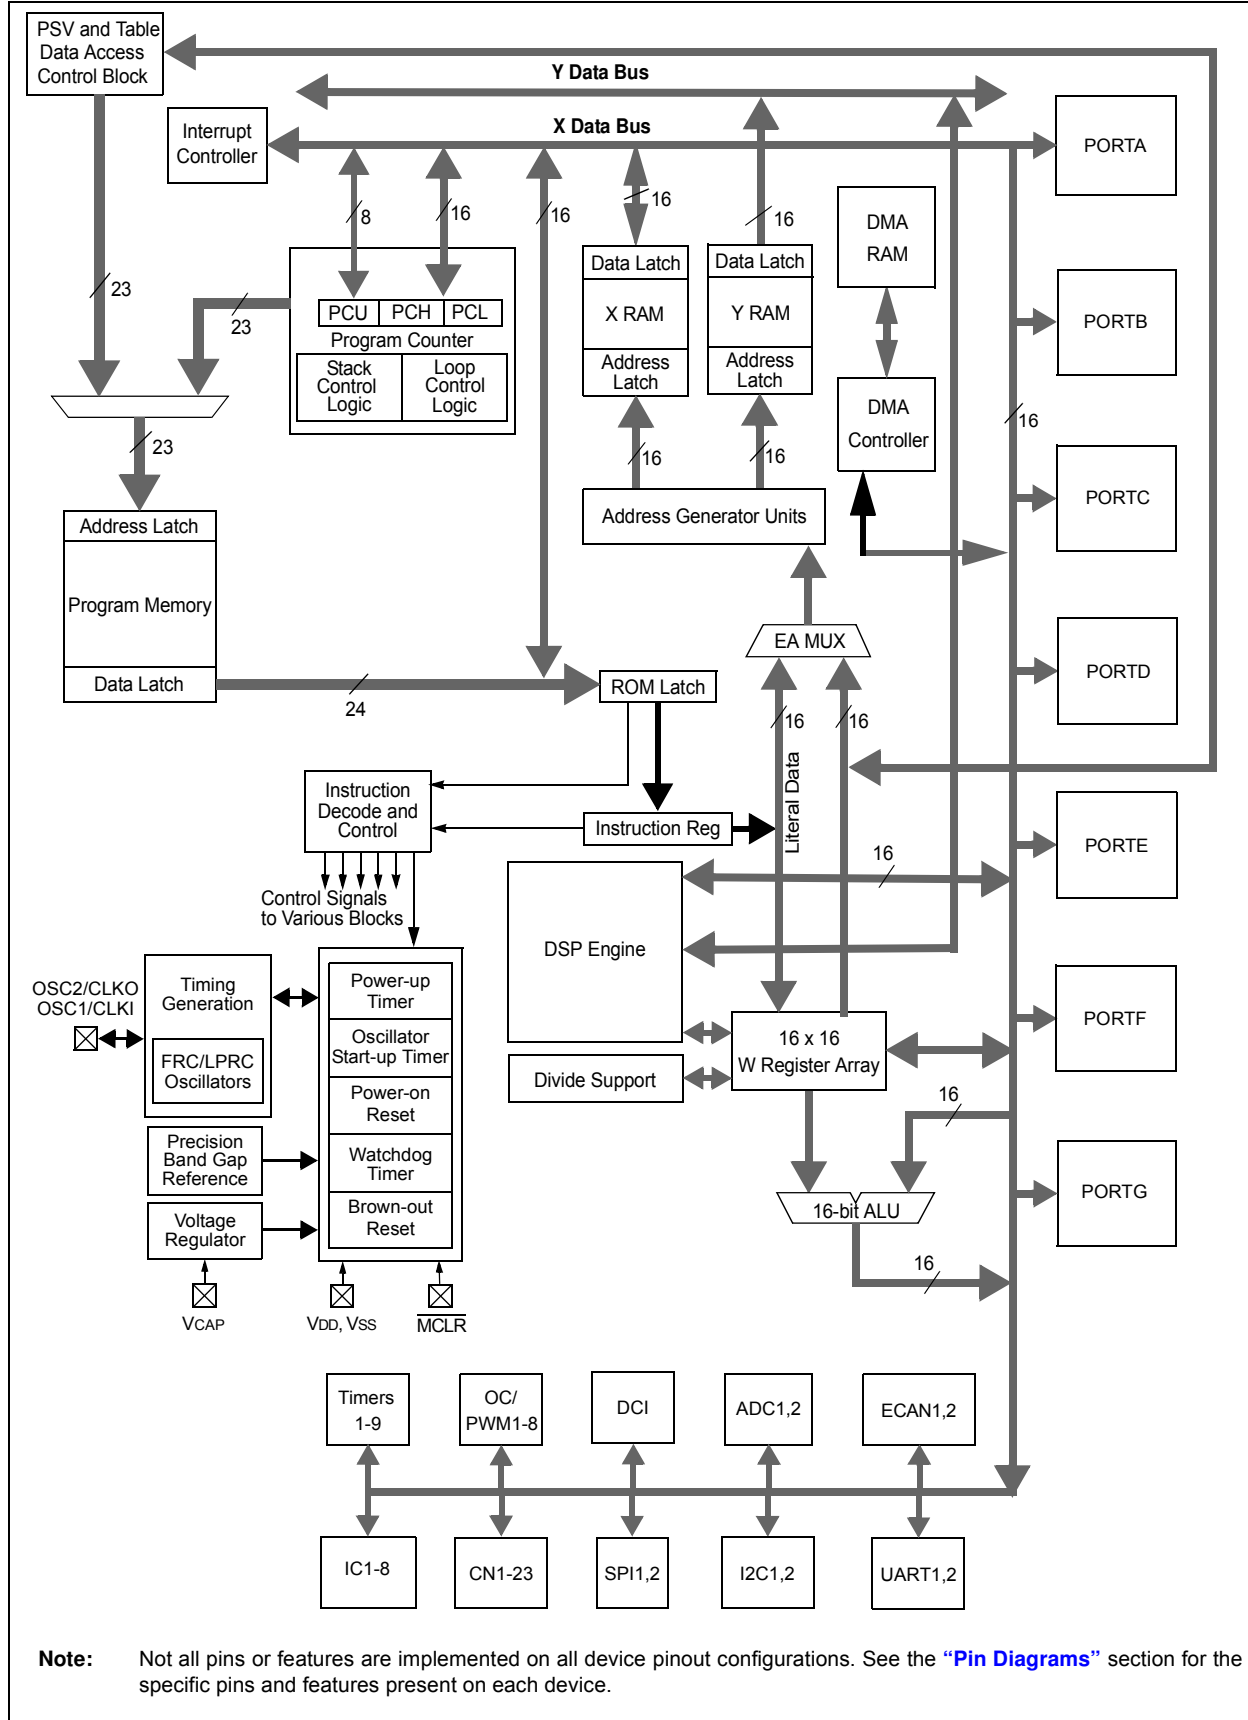 PSV and Table
Data Access
Control Block
Y Data Bus
Interrupt
Controller
X Data Bus
PORTA
8
16
16
16
16
DMA
RAM
Data Latch
Data Latch
23
23
PCU
PCH
PCL
X RAM
Y RAM
PORTB
Program Counter
Stack
Control
Logic
Loop
Control
Logic
Address
Latch
Address
Latch
DMA
Controller
16
23
16
16
PORTC
Address Latch
Address Generator Units
Program Memory
EA MUX
PORTD
Data Latch
24
ROM Latch
16
16
Literal Data
Instruction
Decode and
Control
Instruction Reg
PORTE
16
Control Signals
to Various Blocks
DSP Engine
OSC2/CLKO
OSC1/CLKI
Timing
Generation
Power-up
Timer
PORTF
FRC/LPRC
Oscillators
Oscillator
Start-up Timer
16 x 16
W Register Array
Divide Support
Power-on
Reset
16
Precision
Band Gap
Reference
Watchdog
Timer
PORTG
Voltage
Regulator
Brown-out
Reset
16-bit ALU
16
VCAP
VDD, VSS
MCLR
Timers
1-9
OC/
PWM1-8
DCI
ADC1,2
ECAN1,2
IC1-8
CN1-23
SPI1,2
I2C1,2
UART1,2
Note: Not all pins or features are implemented on all device pinout configurations. See the “Pin Diagrams” section for the
specific pins and features present on each device.